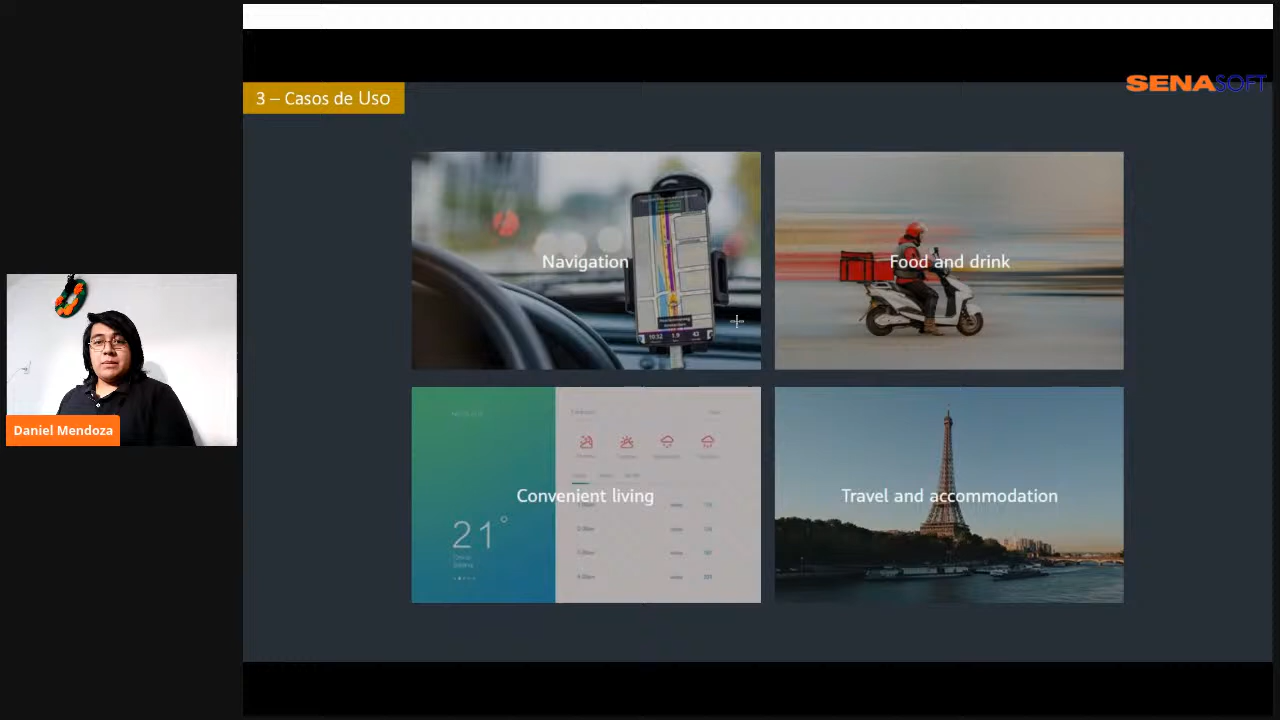 3 – Casos de Uso
SENASOFT
Navigation
Food and drink
Convenient living
Travel and accommodation
21°
Daniel Mendoza